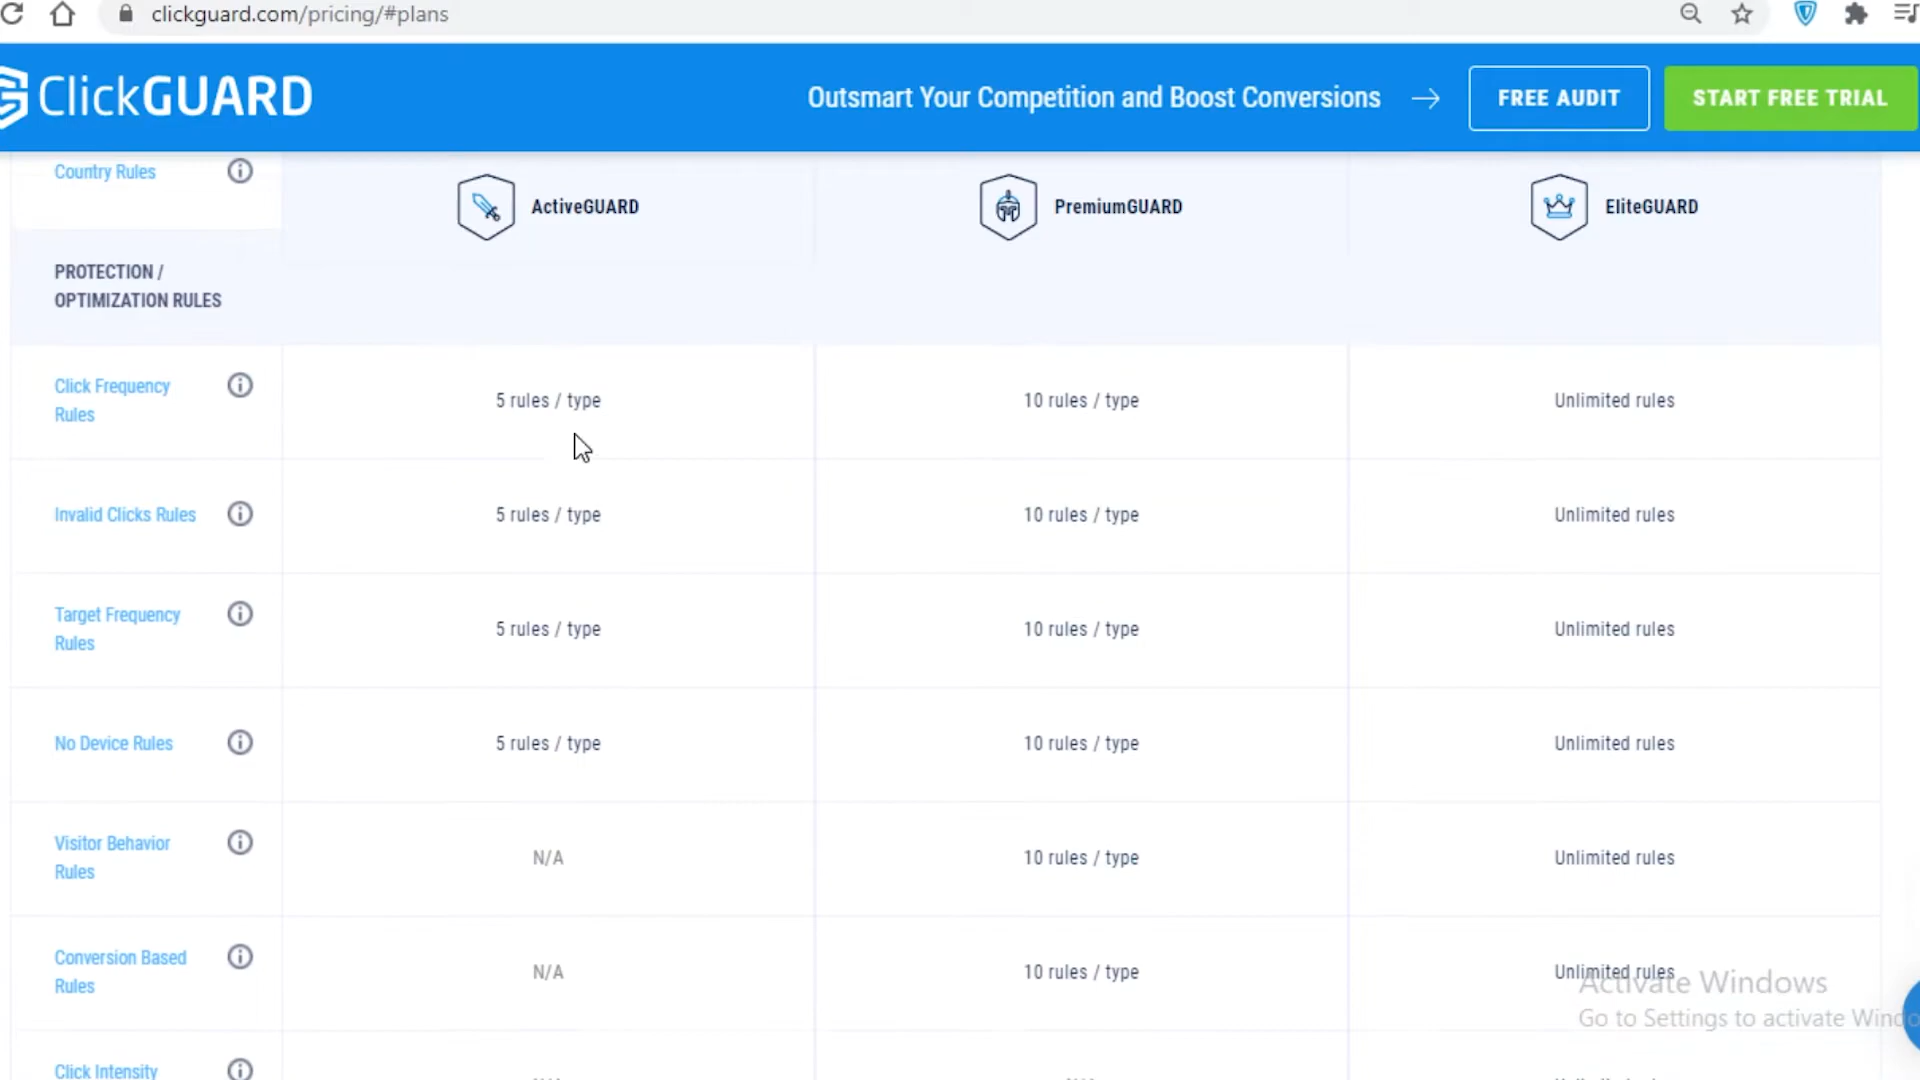 clickguard.com/pricing/#plans
ClickGUARD
Outsmart Your Competition and Boost Conversions →
FREE AUDIT
START FREE TRIAL
Country Rules
ActiveGUARD
PremiumGUARD
EliteGUARD
PROTECTION /
OPTIMIZATION RULES
Click Frequency
Rules
5 rules / type
10 rules / type
Unlimited rules
Invalid Clicks Rules
5 rules / type
10 rules / type
Unlimited rules
Target Frequency
Rules
5 rules / type
10 rules / type
Unlimited rules
No Device Rules
5 rules / type
10 rules / type
Unlimited rules
Visitor Behavior
Rules
N/A
10 rules / type
Unlimited rules
Conversion Based
Rules
N/A
10 rules / type
Unlimited rules
Activate Windows
Go to Settings to activate Windo
Click Intensity